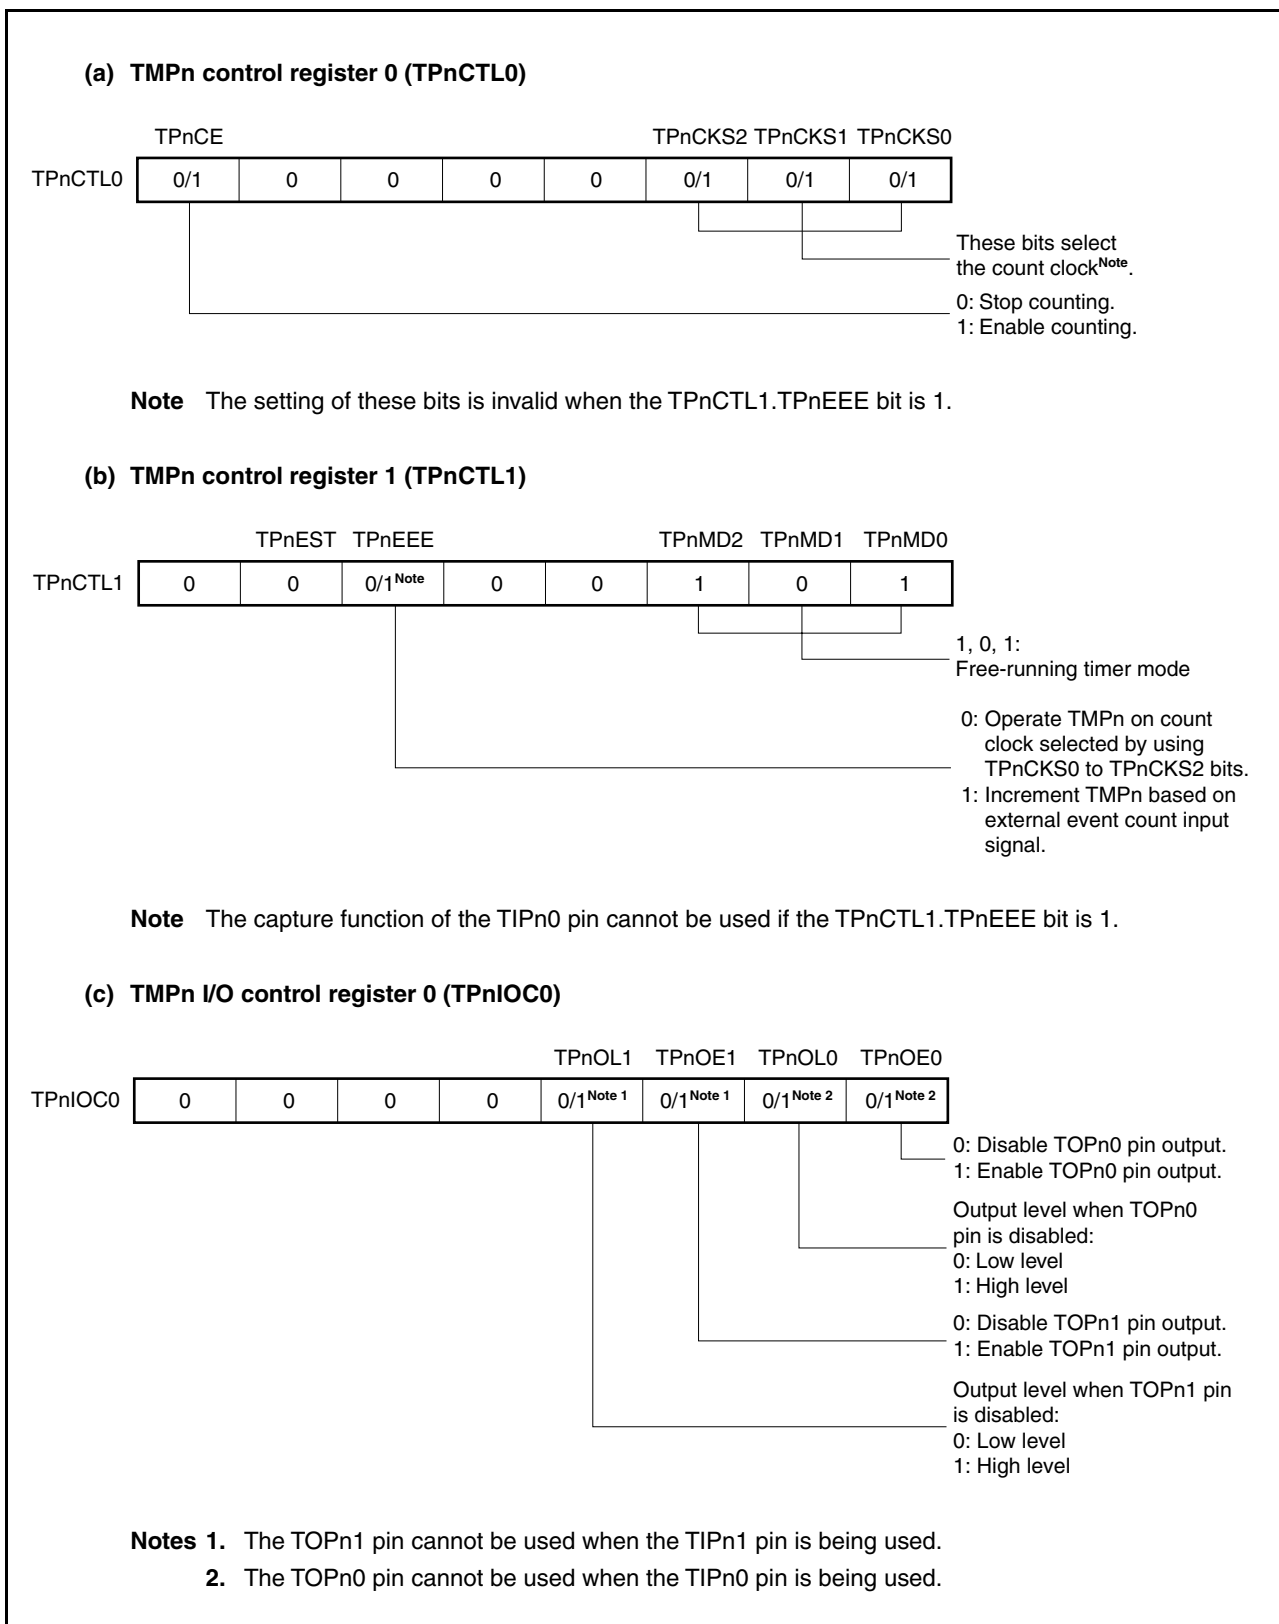 (a) TMPn control register 0 (TPnCTL0)
TPnCE TPnCKS2 TPnCKS1 TPnCKS0
TPnCTL0 0/1 0 0 0 0 0/1 0/1 0/1
These bits select
the count clockNote.
0: Stop counting.
1: Enable counting.
Note The setting of these bits is invalid when the TPnCTL1.TPnEEE bit is 1.
(b) TMPn control register 1 (TPnCTL1)
TPnEST TPnEEE TPnMD2 TPnMD1 TPnMD0
TPnCTL1 0 0 0/1Note 0 0 1 0 1
1, 0, 1:
Free-running timer mode
0: Operate TMPn on count
clock selected by using
TPnCKS0 to TPnCKS2 bits.
1: Increment TMPn based on
external event count input
signal.
Note The capture function of the TIPn0 pin cannot be used if the TPnCTL1.TPnEEE bit is 1.
(c) TMPn I/O control register 0 (TPnIOC0)
TPnOL1 TPnOE1 TPnOL0 TPnOE0
TPnIOC0 0 0 0 0 0/1Note 1 0/1Note 1 0/1Note 2 0/1Note 2
0: Disable TOPn0 pin output.
1: Enable TOPn0 pin output.
Output level when TOPn0
pin is disabled:
0: Low level
1: High level
0: Disable TOPn1 pin output.
1: Enable TOPn1 pin output.
Output level when TOPn1 pin
is disabled:
0: Low level
1: High level
Notes 1. The TOPn1 pin cannot be used when the TIPn1 pin is being used.
2. The TOPn0 pin cannot be used when the TIPn0 pin is being used.